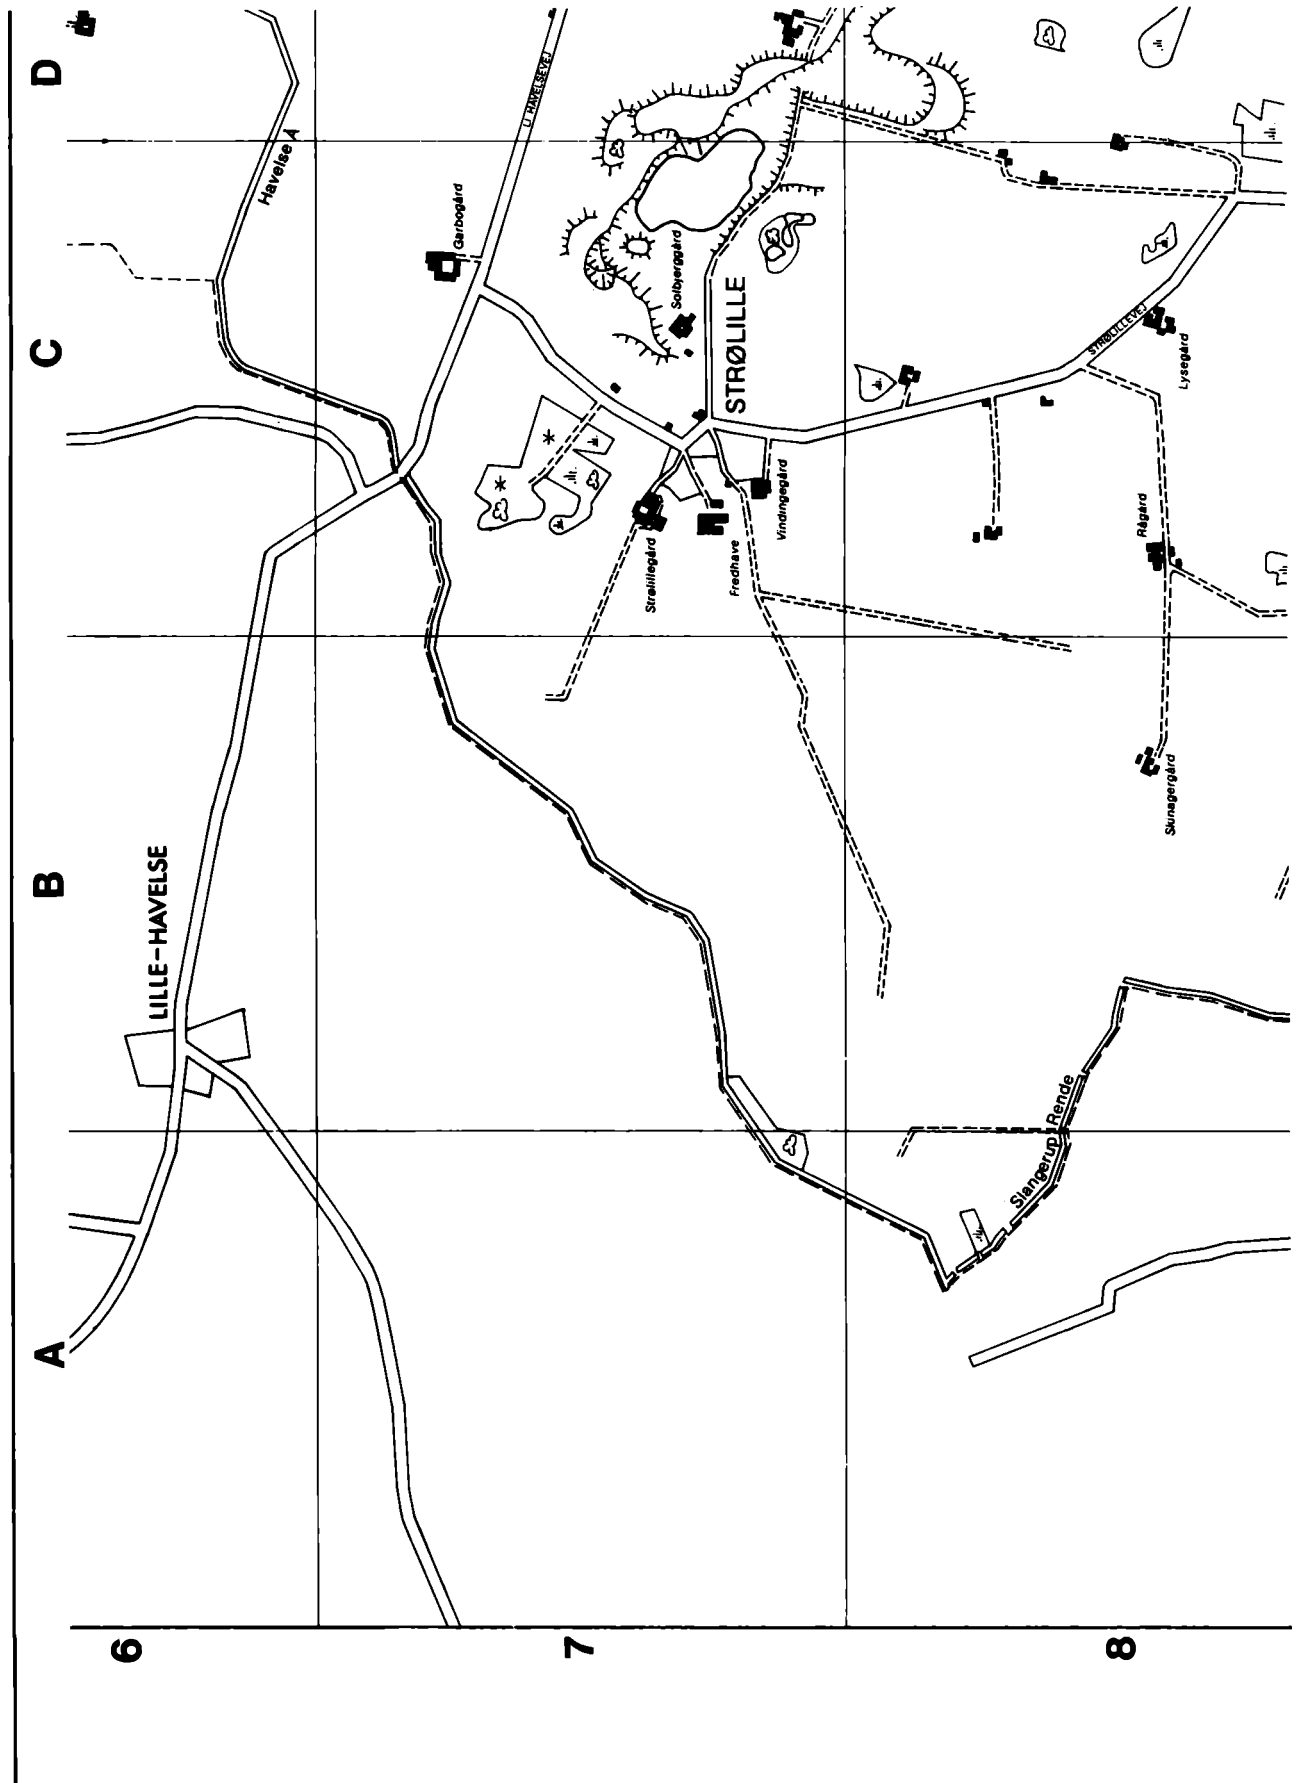 A
B
C
D
6
7
8
LILLE-HAVELSE
Havelse Å
LI HAVELSEVEJ
Garbogård
Solbjerggård
STRØLILLE
Strølillegård
Fredhave
Vindingegård
STRØLILLEVEJ
Lysegård
Rågård
Skunagergård
Slangerup Rende